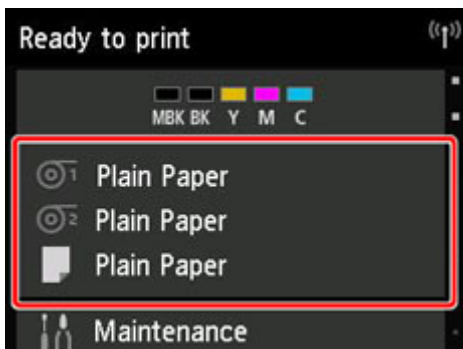 Ready to print
MBK BK Y M C
1 Plain Paper
2 Plain Paper
Plain Paper
Maintenance